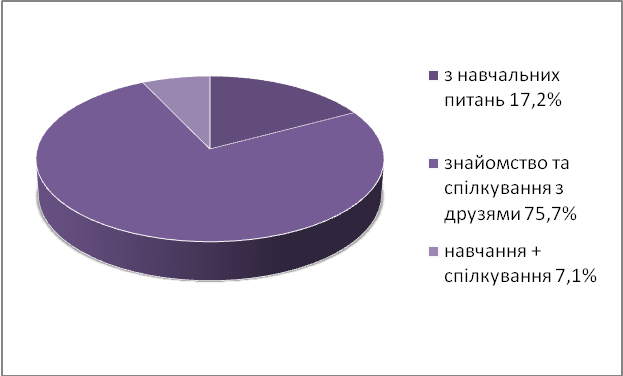 з навчальних
питань 17,2%
знайомство та
спілкування з
друзями 75,7%
навчання +
спілкування 7,1%